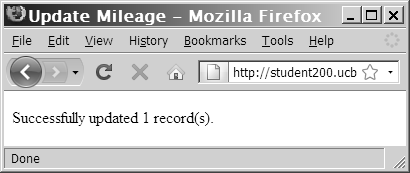 Update Mileage - Mozilla Firefox
File Edit View History Bookmarks Tools Help
http://student200.ucb
Successfully updated 1 record(s).
Done